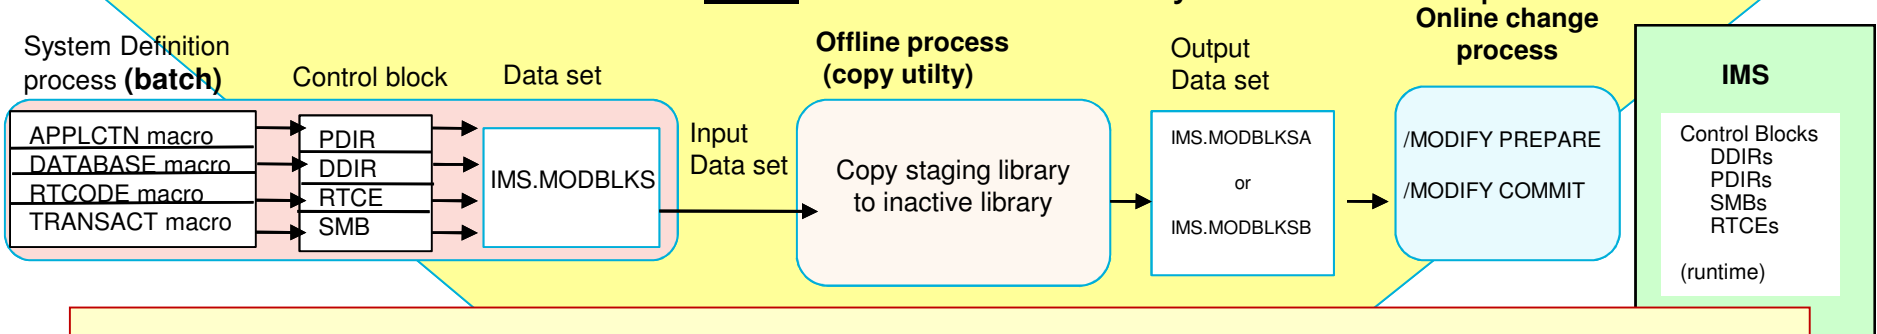 System Definition
process (batch)
Control block
Data set
Offline process
(copy utilty)
Output
Data set
Online change
process
IMS
APPLCTN macro
DATABASE macro
RTCODE macro
TRANSACT macro
PDIR
DDIR
RTCE
SMB
IMS.MODBLKS
Input
Data set
Copy staging library
to inactive library
IMS.MODBLKSA
or
IMS.MODBLKSB
/MODIFY PREPARE
/MODIFY COMMIT
Control Blocks
DDIRs
PDIRs
SMBs
RTCEs
(runtime)